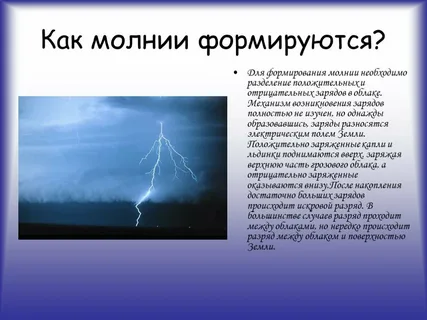 Как молнии формируются?
• Для формирования молнии необходимо
разделение положительных и
отрицательных зарядов в облаке.
Механизм возникновения зарядов
полностью не изучен, но однажды
образовавшись, заряды разносятся
электрическим полем Земли.
Положительно заряженные капли и
льдинки поднимаются вверх, заряжая
верхнюю часть грозового облака, а
отрицательно заряженные
оказываются внизу.После накопления
достаточно больших зарядов
происходит искровой разряд. В
большинстве случаев разряд проходит
между облаками, но нередко происходит
разряд между облаком и поверхностью
Земли.